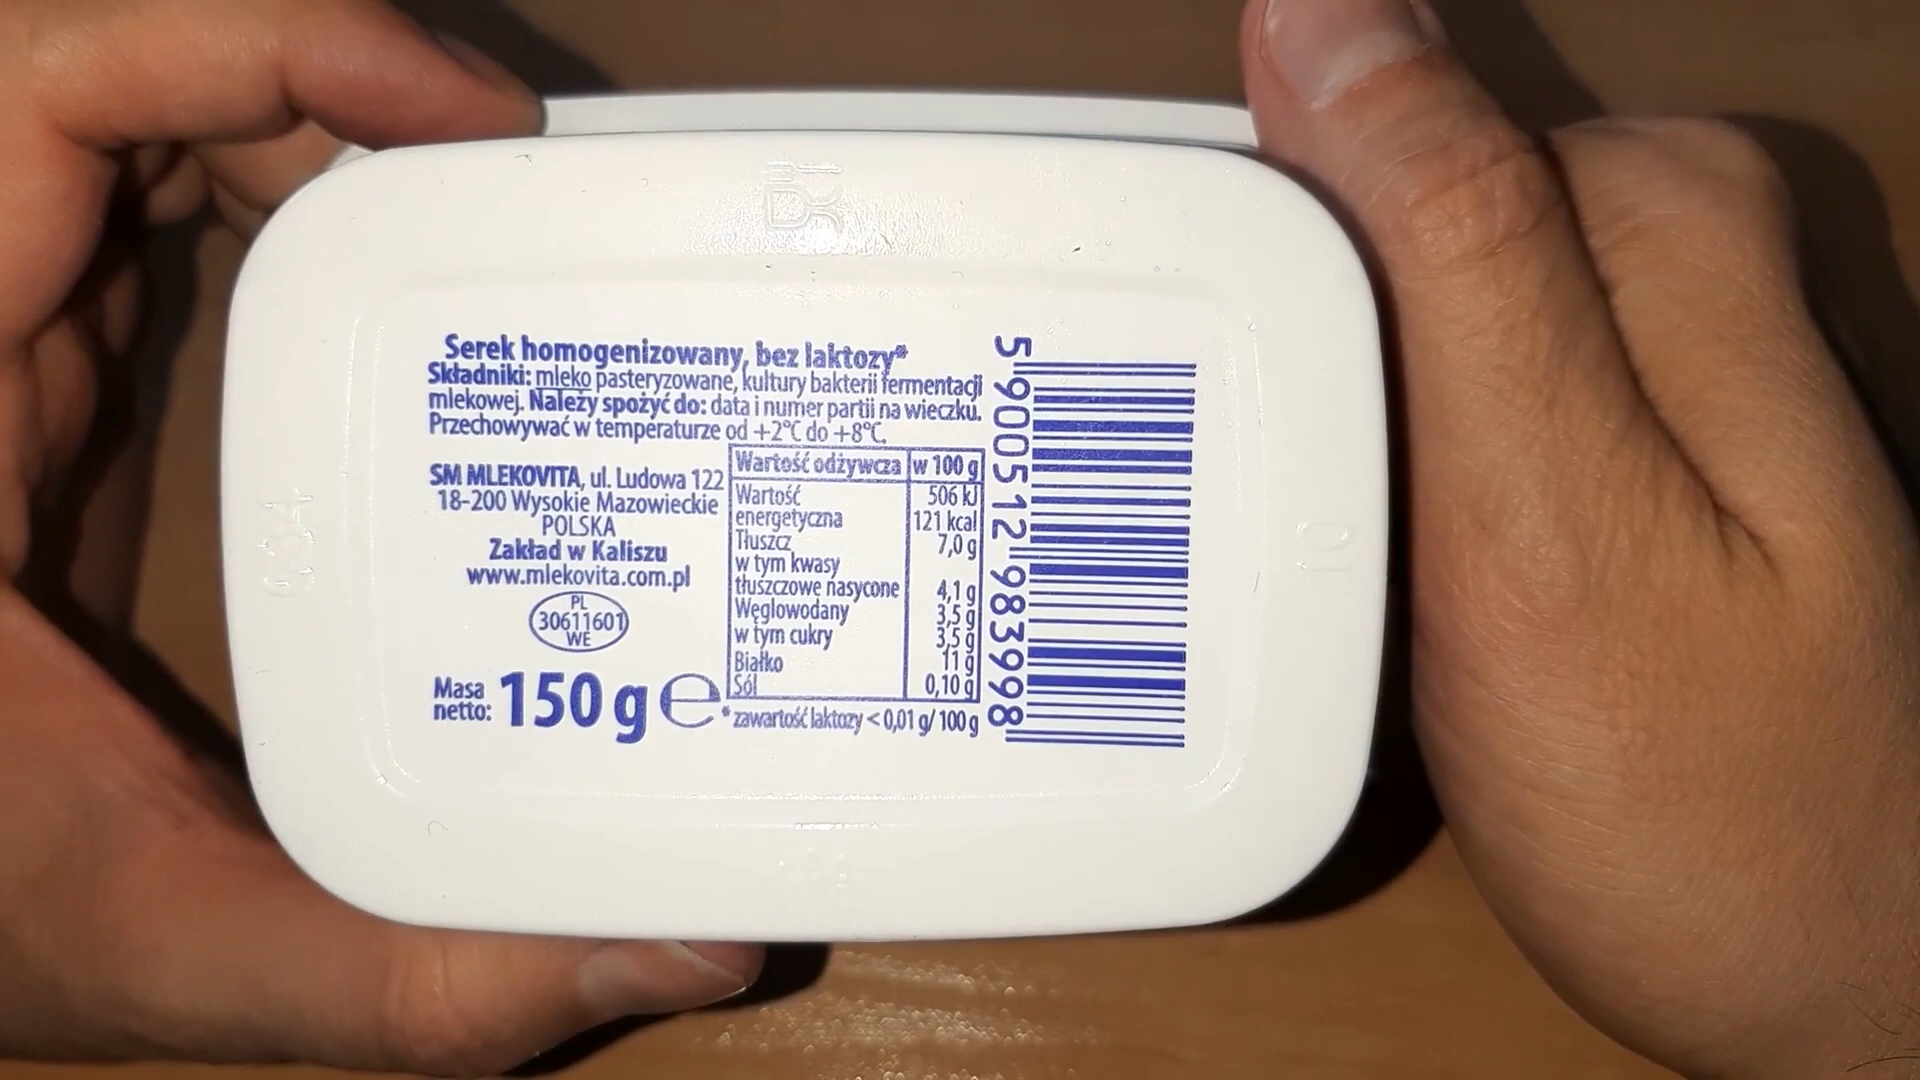 Serek homogenizowany, bez laktozy*
Składniki: mleko pasteryzowane, kultury bakterii fermentacji
mlekowej. Należy spożyć do: data i numer partii na wieczku.
Przechowywać w temperaturze od +2°C do +8°C.
SM MLEKOVITA, ul. Ludowa 122
18-200 Wysokie Mazowieckie
POLSKA
Zakład w Kaliszu
www.mlekovita.com.pl
PL
30611601
WE
Masa
netto: 150 g e
Wartość odżywcza w 100 g
Wartość 506 kJ
energetyczna 121 kcal
Tłuszcz 7,0 g
w tym kwasy
tłuszczowe nasycone 4,1 g
Węglowodany 3,5 g
w tym cukry 3,5 g
Białko 11 g
Sól 0,10 g
* zawartość laktozy < 0,01 g/ 100 g
5 900512 983998